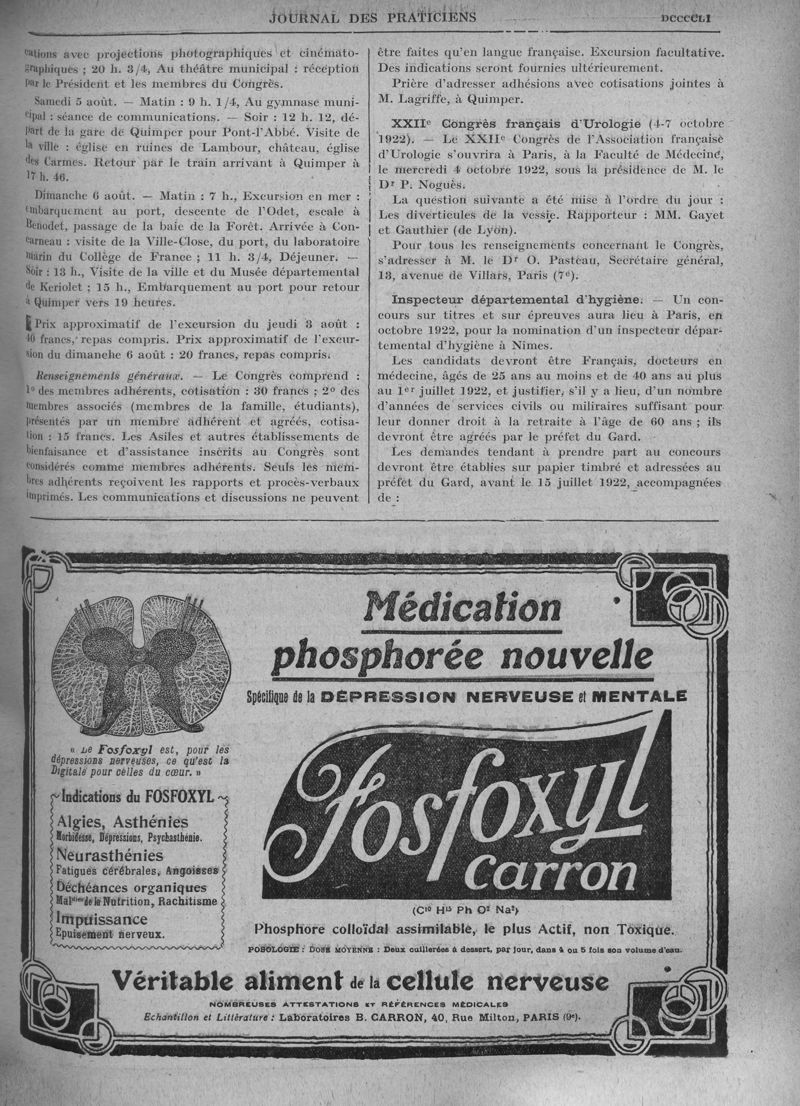 JOURNAL DES PRATICIENS
DCCCCLI
cations avec projections photographiques et cinémato-
graphiques ; 20 h. 3/4, Au théâtre municipal : réception
par le Président et les membres du Congrès.
Samedi 5 août. — Matin : 9 h. 1/4, Au gymnase muni-
cipal : séance de communications. — Soir : 12 h. 12, dé-
part de la gare de Quimper pour Pont-l'Abbé. Visite de
la ville : église en ruines de Lambour, château, église
des Carmes. Retour par le train arrivant à Quimper à
17 h. 46.
Dimanche 6 août. — Matin : 7 h., Excursion en mer :
embarquement au port, descente de l'Odet, escale à
Benodet, passage de la baie de la Forêt. Arrivée à Con-
carneau : visite de la Ville-Close, du port, du laboratoire
marin du Collège de France ; 11 h. 3/4, Déjeuner. —
Soir : 13 h., Visite de la ville et du Musée départemental
de Keriolet ; 15 h., Embarquement au port pour retour
à Quimper vers 19 heures.
Prix approximatif de l'excursion du jeudi 3 août :
40 francs, repas compris. Prix approximatif de l'excur-
sion du dimanche 6 août : 20 francs, repas compris.
Renseignements généraux. — Le Congrès comprend :
1º des membres adhérents, cotisation : 30 francs ; 2º des
membres associés (membres de la famille, étudiants),
présentés par un membre adhérent et agréés, cotisa-
tion : 15 francs. Les Asiles et autres établissements de
bienfaisance et d'assistance inscrits au Congrès sont
considérés comme membres adhérents. Seuls les mem-
bres adhérents reçoivent les rapports et procès-verbaux
imprimés. Les communications et discussions ne peuvent
être faites qu'en langue française. Excursion facultative.
Des indications seront fournies ultérieurement.
Prière d'adresser adhésions avec cotisations jointes à
M. Lagriffe, à Quimper.
XXIIe Congrès français d'Urologie (4-7 octobre
1922). — Le XXIIe Congrès de l'Association française
d'Urologie s'ouvrira à Paris, à la Faculté de Médecine,
le mercredi 4 octobre 1922, sous la présidence de M. le
Dr P. Noguès.
La question suivante a été mise à l'ordre du jour :
Les diverticules de la vessie. Rapporteur : MM. Gayet
et Gauthier (de Lyon).
Pour tous les renseignements concernant le Congrès,
s'adresser à M. le Dr O. Pasteau, Secrétaire général,
13, avenue de Villars, Paris (7e).
Inspecteur départemental d'hygiène. — Un con-
cours sur titres et sur épreuves aura lieu à Paris, en
octobre 1922, pour la nomination d'un inspecteur dépar-
temental d'hygiène à Nîmes.
Les candidats devront être Français, docteurs en
médecine, âgés de 25 ans au moins et de 40 ans au plus
au 1er juillet 1922, et justifier, s'il y a lieu, d'un nombre
d'années de services civils ou miliraires suffisant pour
leur donner droit à la retraite à l'âge de 60 ans ; ils
devront être agréés par le préfet du Gard.
Les demandes tendant à prendre part au concours
devront être établies sur papier timbré et adressées au
préfet du Gard, avant le 15 juillet 1922, accompagnées
de :
Médication
phosphorée nouvelle
Spécifique de la DÉPRESSION NERVEUSE et MENTALE
« Le Fosfoxyl est, pour les
dépressions nerveuses, ce qu'est la
Digitale pour celles du cœur. »
Indications du FOSFOXYL
Algies, Asthénies
Morbidesse, Dépressions, Psychasthénie.
Neurasthénies
Fatigues cérébrales, Angoisses
Déchéances organiques
Maladies de la Nutrition, Rachitisme
Impuissance
Epuisement nerveux.
Fosfoxyl
Carron
(C¹⁰ H¹⁵ Ph O² Na²)
Phosphore colloïdal assimilable, le plus Actif, non Toxique.
POSOLOGIE : DOSE MOYENNE : Deux cuillerées à dessert, par jour, dans 4 ou 5 fois son volume d'eau.
Véritable aliment de la cellule nerveuse
NOMBREUSES ATTESTATIONS ET RÉFÉRENCES MÉDICALES
Echantillon et Littérature : Laboratoires B. CARRON, 40, Rue Milton, PARIS (9e).